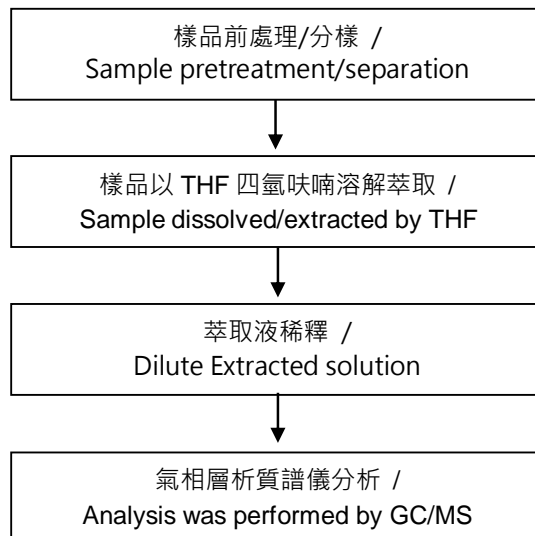 樣品前處理/分樣 /
Sample pretreatment/separation
樣品以 THF 四氫呋喃溶解萃取 /
Sample dissolved/extracted by THF
萃取液稀釋 /
Dilute Extracted solution
氣相層析質譜儀分析 /
Analysis was performed by GC/MS